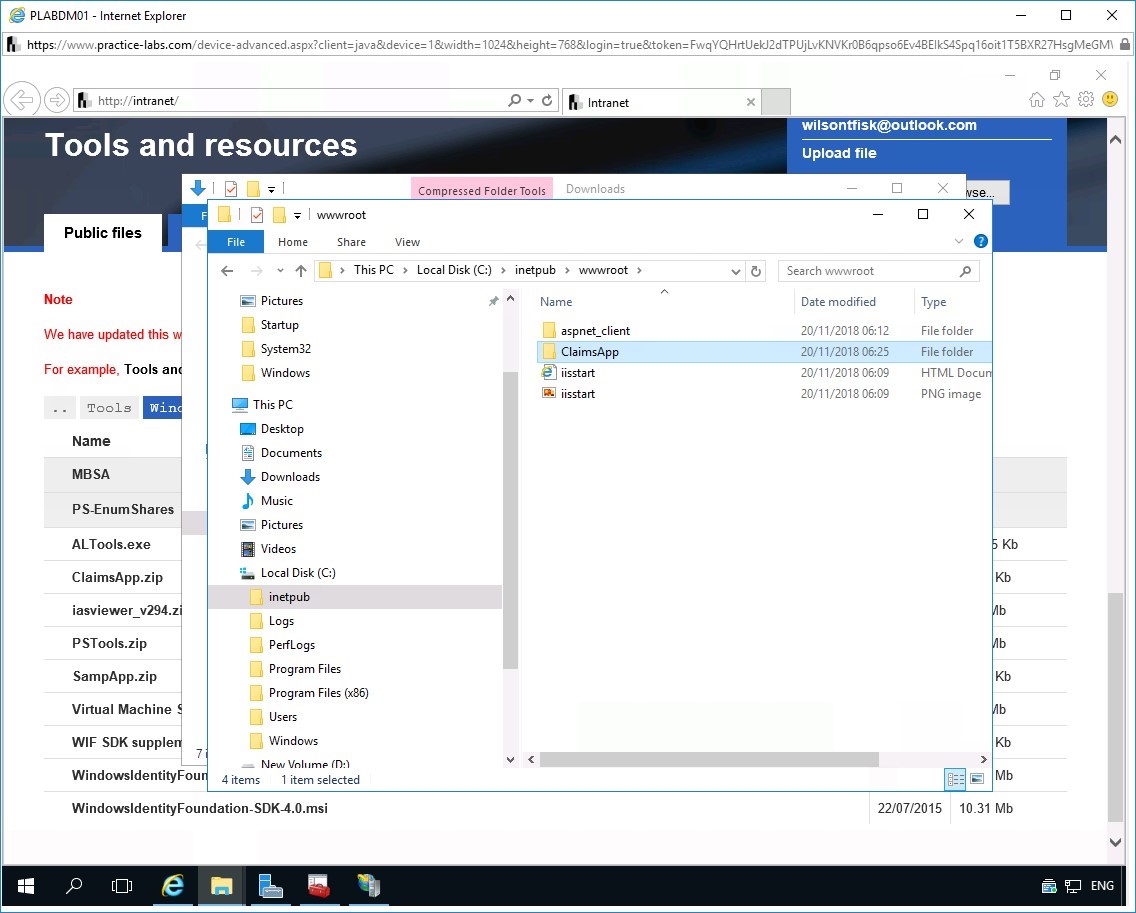 PLABDM01 - Internet Explorer
https://www.practice-labs.com/device-advanced.aspx?client=java&device=1&width=1024&height=768&login=true&token=
http://intranet/
Intranet
Tools and resources
wilsontfisk@outlook.com
Upload file
Compressed Folder Tools
Downloads
wse...
Public files
F
wwwroot
File
Home
Share
View
This PC
Local Disk (C:)
inetpub
wwwroot
Search wwwroot
Note
We have updated this w
For example, Tools and
..
Tools
Wind
Name
MBSA
PS-EnumShares
ALTools.exe
5 Kb
ClaimsApp.zip
Kb
iasviewer_v294.zi
Mb
PSTools.zip
Mb
SampApp.zip
Kb
Virtual Machine S
Mb
WIF SDK supplem
Kb
WindowsIdentityFoun
Mb
WindowsIdentityFoundation-SDK-4.0.msi
22/07/2015
10.31 Mb
Pictures
Startup
System32
Windows
This PC
Desktop
Documents
Downloads
Music
Pictures
Videos
Local Disk (C:)
inetpub
Logs
PerfLogs
Program Files
Program Files (x86)
Users
Windows
New Volume (D:)
Name
Date modified
Type
aspnet_client
20/11/2018 06:12
File folder
ClaimsApp
20/11/2018 06:25
File folder
iisstart
20/11/2018 06:09
HTML Docum
iisstart
20/11/2018 06:09
PNG image
7 i
4 items
1 item selected
ENG